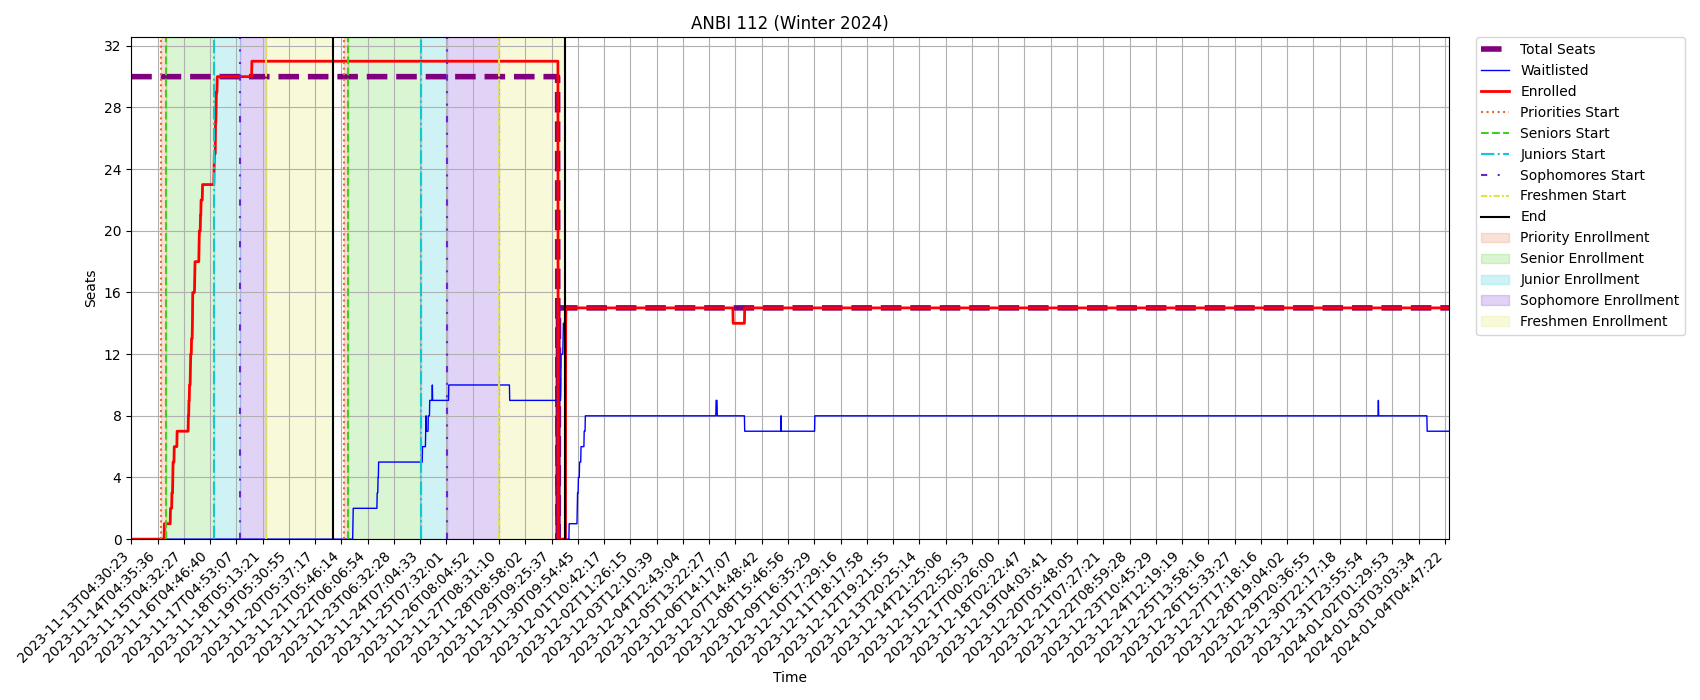 ANBI 112 (Winter 2024)
Seats
32
28
24
20
16
12
8
4
0
2023-11-13T04:30:23
2023-11-14T04:35:36
2023-11-15T04:32:27
2023-11-16T04:46:40
2023-11-17T04:53:07
2023-11-18T05:13:21
2023-11-19T05:30:55
2023-11-20T05:37:17
2023-11-21T05:46:14
2023-11-22T06:06:54
2023-11-23T06:32:28
2023-11-24T07:04:33
2023-11-25T07:32:01
2023-11-26T08:04:52
2023-11-27T08:31:10
2023-11-28T08:58:02
2023-11-29T09:25:37
2023-11-30T09:54:45
2023-12-01T10:42:17
2023-12-02T11:26:15
2023-12-03T12:10:39
2023-12-04T12:43:04
2023-12-05T13:22:27
2023-12-06T14:17:07
2023-12-07T14:48:42
2023-12-08T15:46:56
2023-12-09T16:35:29
2023-12-10T17:29:16
2023-12-11T18:17:58
2023-12-12T19:21:55
2023-12-13T20:25:14
2023-12-14T21:25:06
2023-12-15T22:52:53
2023-12-17T00:26:00
2023-12-18T02:22:47
2023-12-19T04:03:41
2023-12-20T05:48:05
2023-12-21T07:27:21
2023-12-22T08:59:28
2023-12-23T10:45:29
2023-12-24T12:19:19
2023-12-25T13:58:16
2023-12-26T15:33:27
2023-12-27T17:18:16
2023-12-28T19:04:02
2023-12-29T20:36:55
2023-12-30T22:17:18
2023-12-31T23:55:54
2024-01-02T01:29:53
2024-01-03T03:03:34
2024-01-04T04:47:22
Time
Total Seats
Waitlisted
Enrolled
Priorities Start
Seniors Start
Juniors Start
Sophomores Start
Freshmen Start
End
Priority Enrollment
Senior Enrollment
Junior Enrollment
Sophomore Enrollment
Freshmen Enrollment